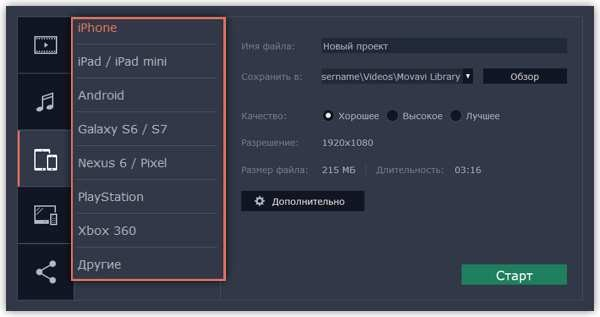 iPhone
iPad / iPad mini
Android
Galaxy S6 / S7
Nexus 6 / Pixel
PlayStation
Xbox 360
Другие
Имя файла: Новый проект
Сохранить в: sername\Videos\Movavi Library Обзор
Качество: Хорошее Высокое Лучшее
Разрешение: 1920x1080
Размер файла: 215 МБ Длительность: 03:16
Дополнительно
Старт